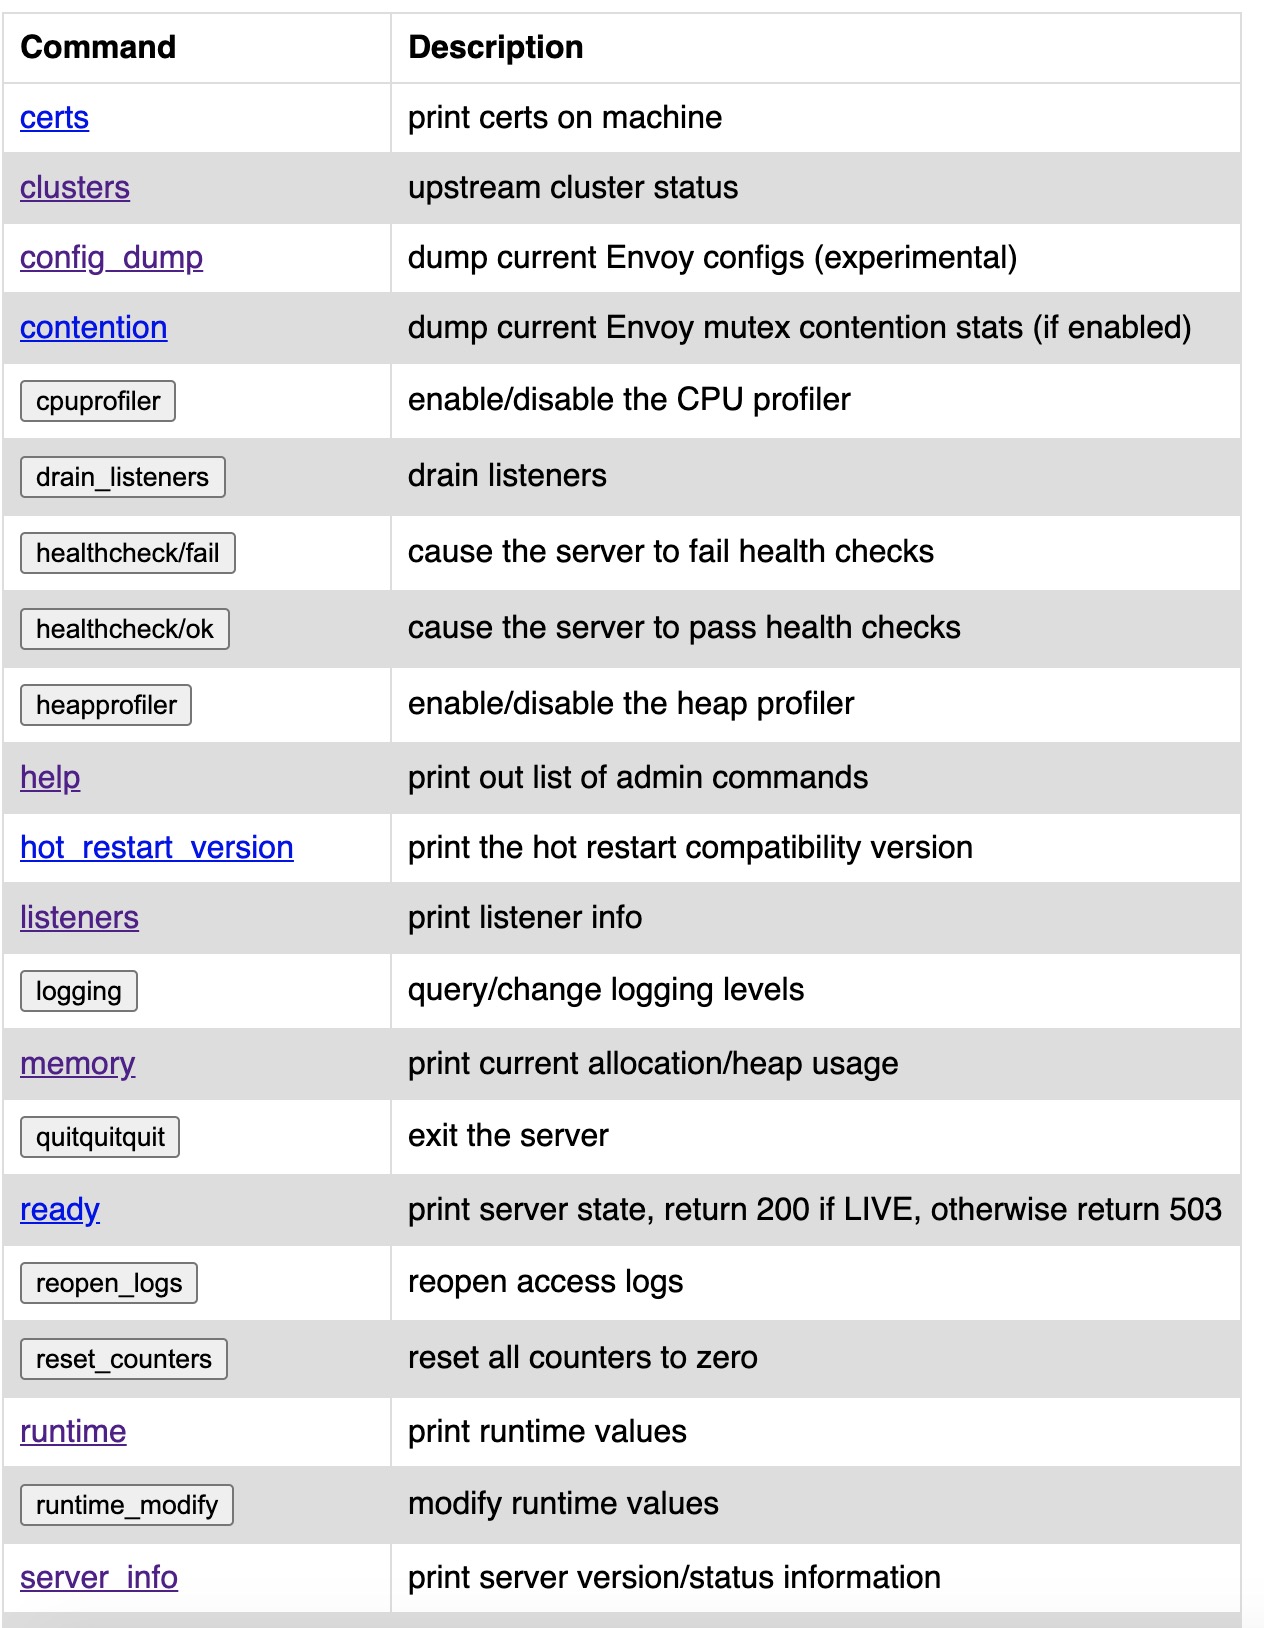 Command Description
certs print certs on machine
clusters upstream cluster status
config_dump dump current Envoy configs (experimental)
contention dump current Envoy mutex contention stats (if enabled)
cpuprofiler enable/disable the CPU profiler
drain_listeners drain listeners
healthcheck/fail cause the server to fail health checks
healthcheck/ok cause the server to pass health checks
heapprofiler enable/disable the heap profiler
help print out list of admin commands
hot_restart_version print the hot restart compatibility version
listeners print listener info
logging query/change logging levels
memory print current allocation/heap usage
quitquitquit exit the server
ready print server state, return 200 if LIVE, otherwise return 503
reopen_logs reopen access logs
reset_counters reset all counters to zero
runtime print runtime values
runtime_modify modify runtime values
server_info print server version/status information